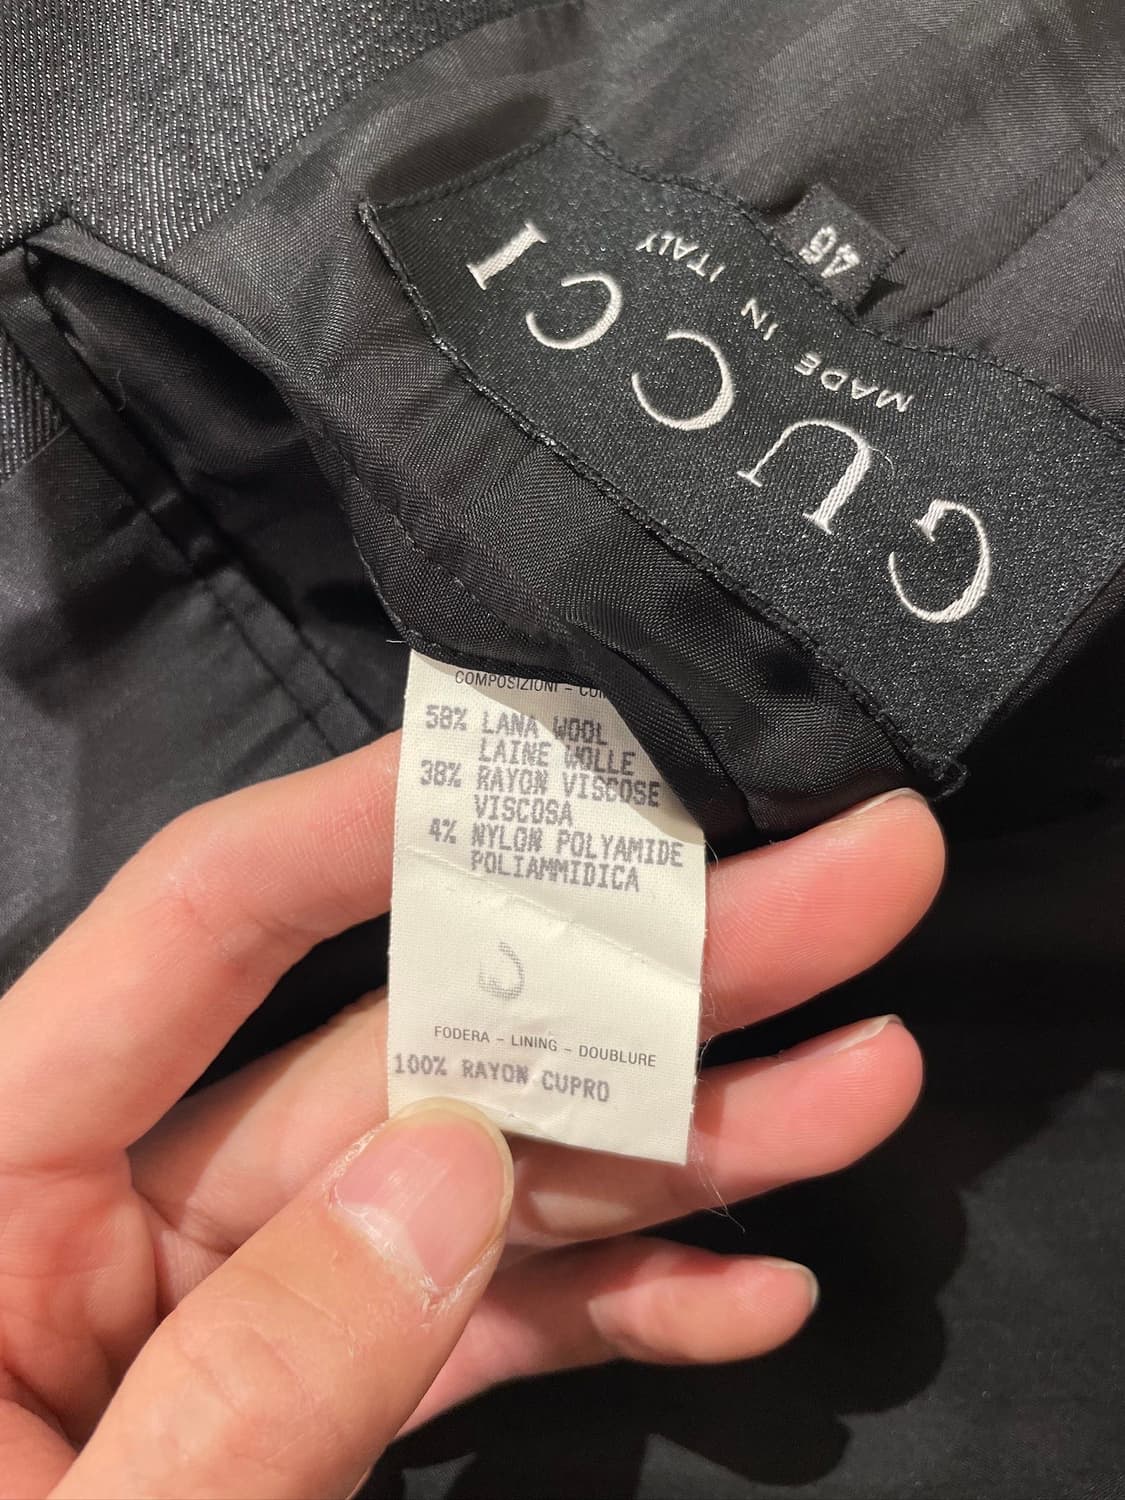 GUCCI
MADE IN ITALY
46
COMPOSIZIONI -
58% LANA WOOL
LAINE WOLLE
38% RAYON VISCOSE
VISCOSA
4% NYLON POLYAMIDE
POLIAMMIDICA
FODERA - LINING - DOUBLURE
100% RAYON CUPRO